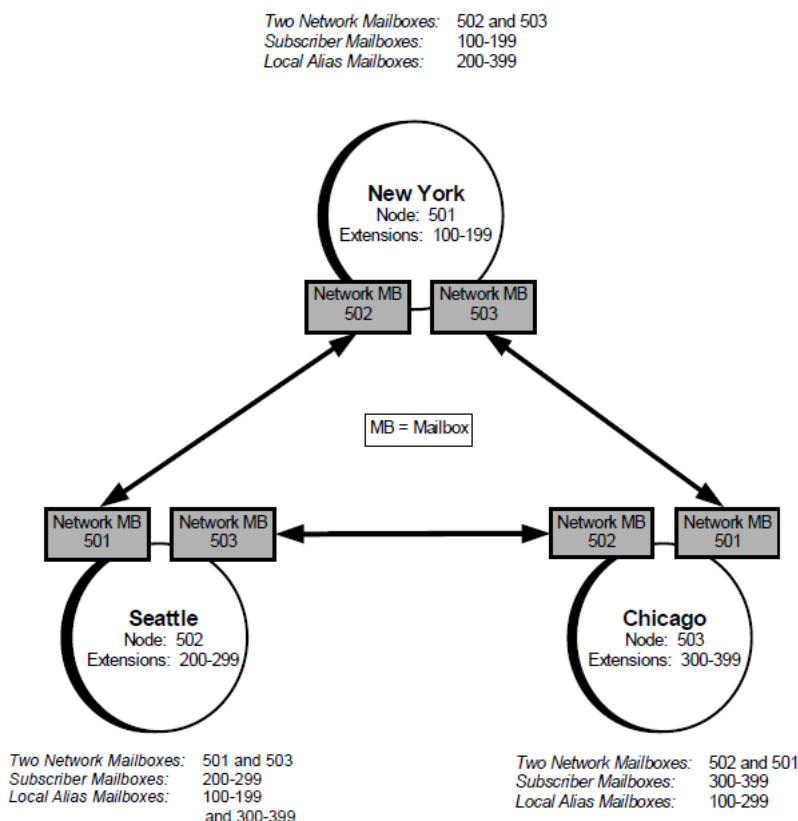 Two Network Mailboxes: 502 and 503
Subscriber Mailboxes: 100-199
Local Alias Mailboxes: 200-399
New York
Node: 501
Extensions: 100-199
Network MB
502
Network MB
503
MB = Mailbox
Network MB
501
Network MB
503
Network MB
502
Network MB
501
Seattle
Node: 502
Extensions: 200-299
Chicago
Node: 503
Extensions: 300-399
Two Network Mailboxes: 501 and 503
Subscriber Mailboxes: 200-299
Local Alias Mailboxes: 100-199
and 300-399
Two Network Mailboxes: 502 and 501
Subscriber Mailboxes: 300-399
Local Alias Mailboxes: 100-299